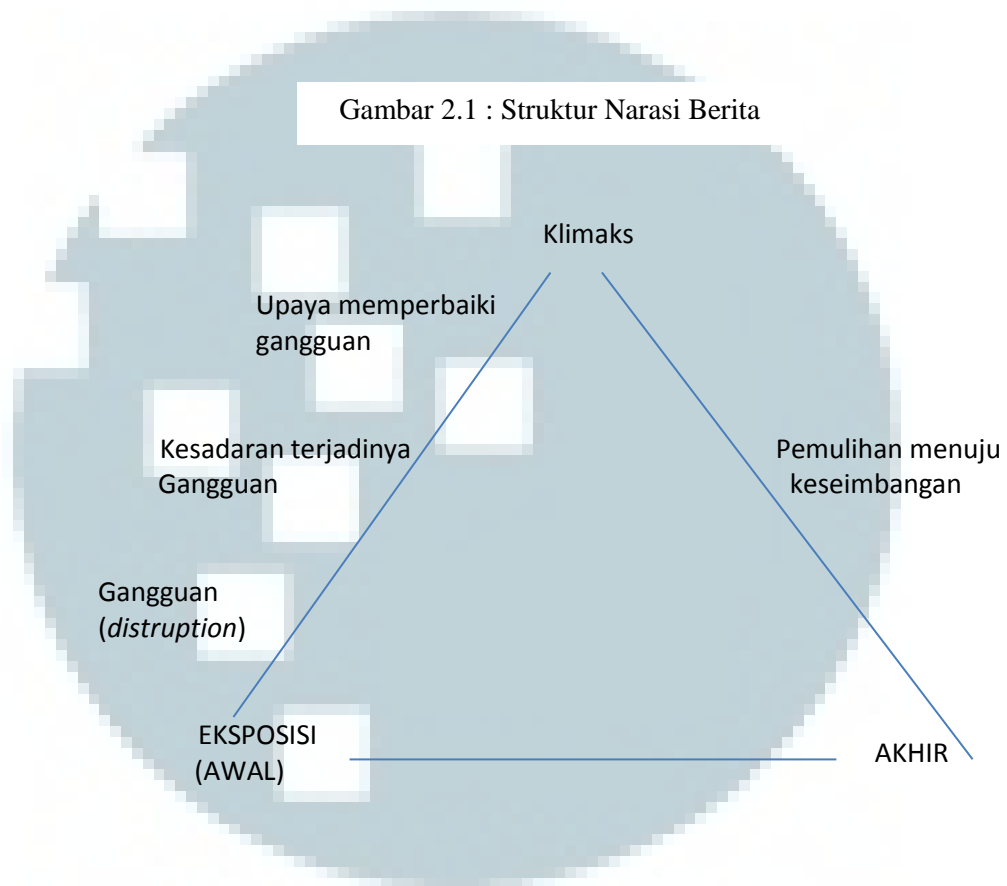 Gambar 2.1 : Struktur Narasi Berita
Klimaks
Upaya memperbaiki
gangguan
Kesadaran terjadinya
Gangguan
Pemulihan menuju
keseimbangan
Gangguan
(distruption)
EKSPOSISI
(AWAL)
AKHIR